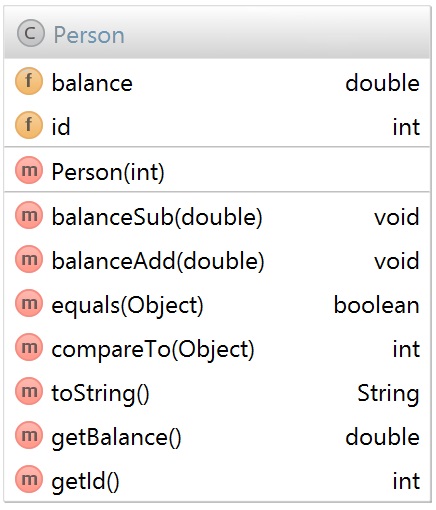 C Person
f balance double
f id int
m Person(int)
m balanceSub(double) void
m balanceAdd(double) void
m equals(Object) boolean
m compareTo(Object) int
m toString() String
m getBalance() double
m getId() int